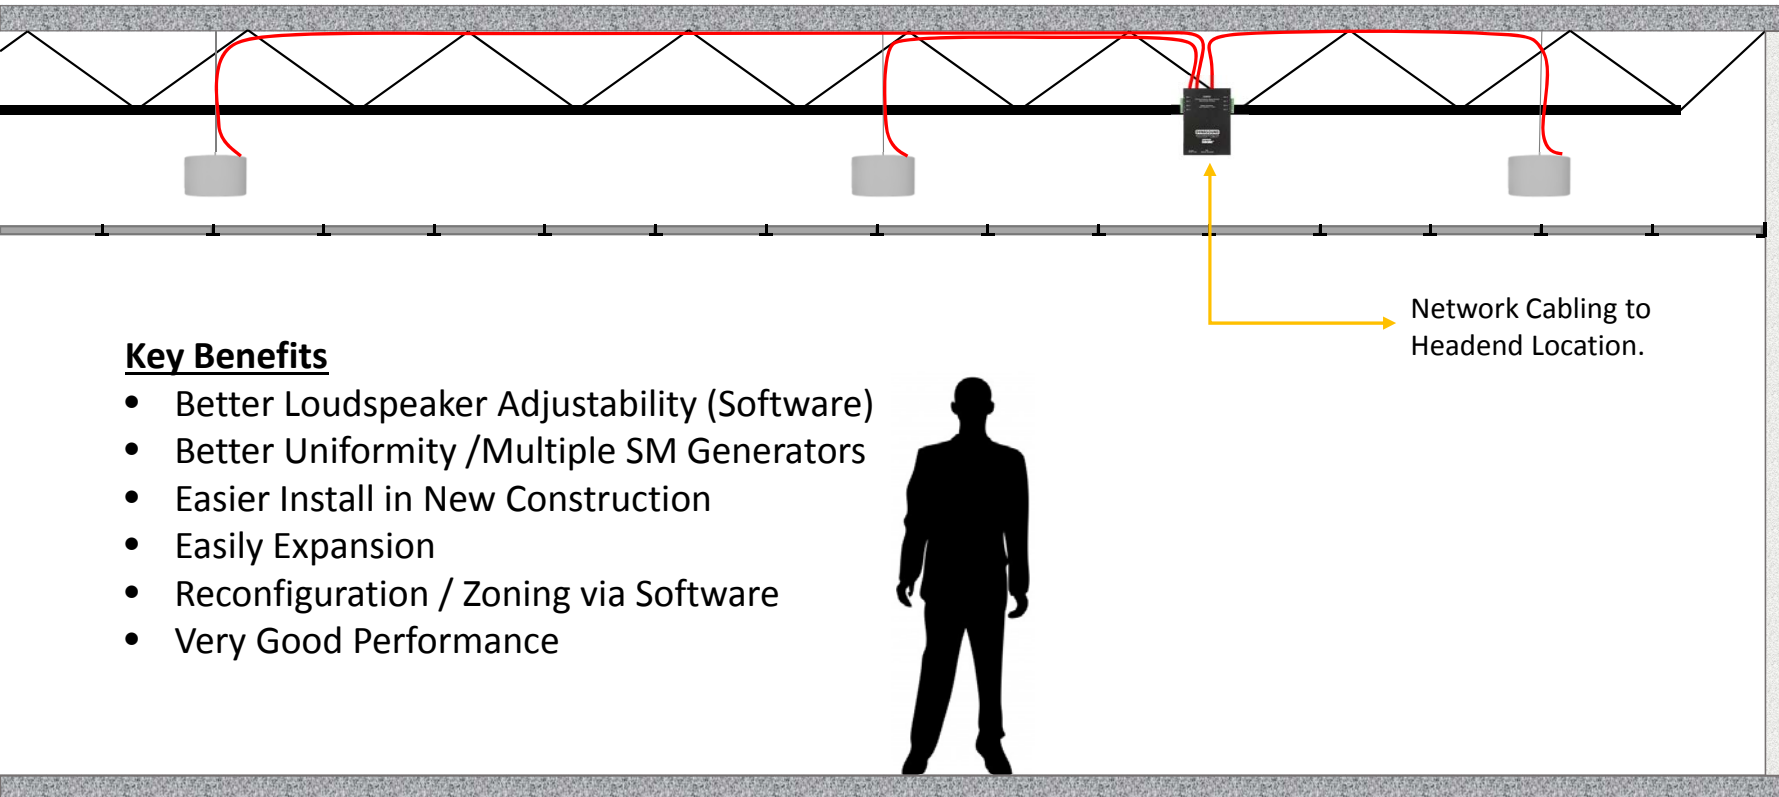 Network Cabling to
Headend Location.
Key Benefits
• Better Loudspeaker Adjustability (Software)
• Better Uniformity /Multiple SM Generators
• Easier Install in New Construction
• Easily Expansion
• Reconfiguration / Zoning via Software
• Very Good Performance